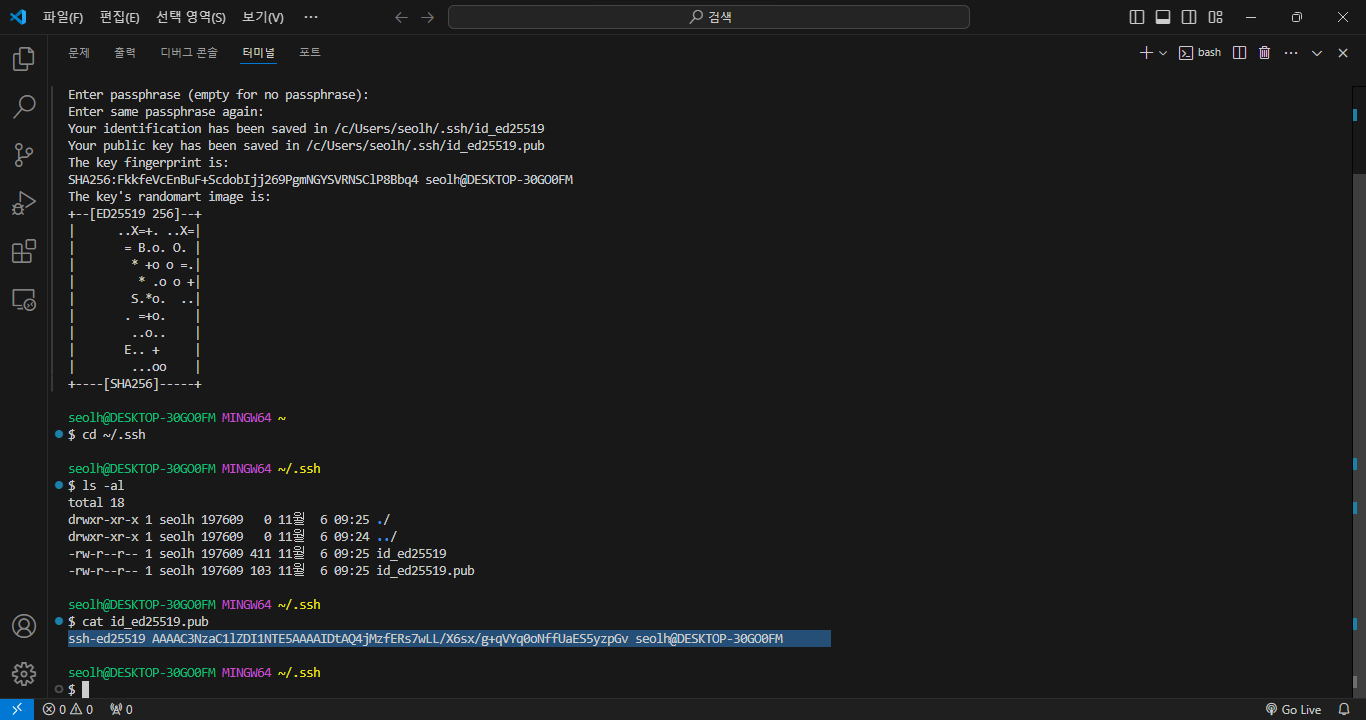 파일(F) 편집(E) 선택 영역(S) 보기(V) ··· 검색
문제 출력 디버그 콘솔 터미널 포트 bash
Enter passphrase (empty for no passphrase):
Enter same passphrase again:
Your identification has been saved in /c/Users/seolh/.ssh/id_ed25519
Your public key has been saved in /c/Users/seolh/.ssh/id_ed25519.pub
The key fingerprint is:
SHA256:FkkfeVcEnBuF+ScdobIjj269PgmNGYSVRNSClP8Bbq4 seolh@DESKTOP-30GO0FM
The key's randomart image is:
+--[ED25519 256]--+
|      ..X=+. ..X=|
|       = B.o. O. |
|        * +o o =.|
|         * .o o +|
|        S.*o.  ..|
|       . =+o.    |
|        ..o..    |
|       E.. +     |
|        ...oo    |
+----[SHA256]-----+
seolh@DESKTOP-30GO0FM MINGW64 ~
$ cd ~/.ssh
seolh@DESKTOP-30GO0FM MINGW64 ~/.ssh
$ ls -al
total 18
drwxr-xr-x 1 seolh 197609   0 11월  6 09:25 ./
drwxr-xr-x 1 seolh 197609   0 11월  6 09:24 ../
-rw-r--r-- 1 seolh 197609 411 11월  6 09:25 id_ed25519
-rw-r--r-- 1 seolh 197609 103 11월  6 09:25 id_ed25519.pub
seolh@DESKTOP-30GO0FM MINGW64 ~/.ssh
$ cat id_ed25519.pub
ssh-ed25519 AAAAC3NzaC1lZDI1NTE5AAAAIDtAQ4jMzfERs7wLL/X6sx/g+qVYq0oNffUaES5yzpGv seolh@DESKTOP-30GO0FM
seolh@DESKTOP-30GO0FM MINGW64 ~/.ssh
$
0 0 0 Go Live